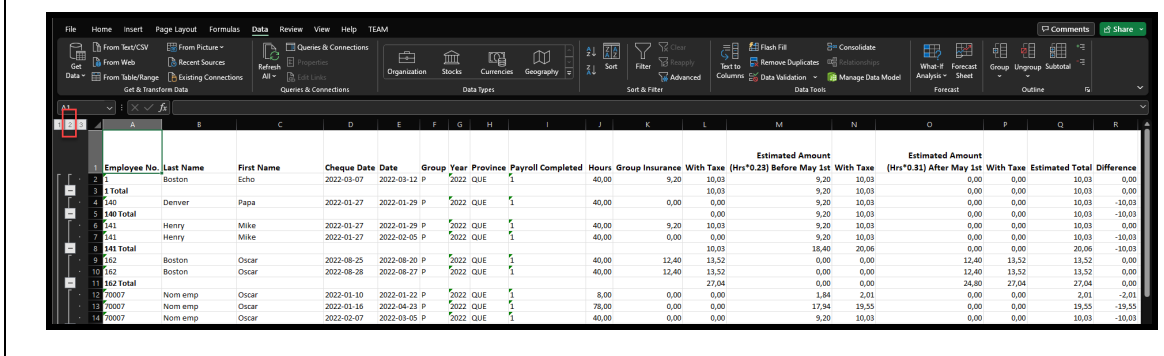 File Home Insert Page Layout Formulas Data Review View Help TEAM Comments Share
Get Data
From Text/CSV
From Web
From Table/Range
From Picture
Recent Sources
Existing Connections
Get & Transform Data
Refresh All
Queries & Connections
Properties
Edit Links
Queries & Connections
Organization Stocks Currencies Geography
Data Types
Sort
Filter
Clear
Reapply
Advanced
Sort & Filter
Text to Columns
Flash Fill
Remove Duplicates
Data Validation
Consolidate
Relationships
Manage Data Model
Data Tools
What-If Analysis
Forecast Sheet
Forecast
Group Ungroup Subtotal
Outline
A1 fx
1 2 3 A B C D E F G H I J K L M N O P Q R
1 Employee No. Last Name First Name Cheque Date Date Group Year Province Payroll Completed Hours Group Insurance With Taxe Estimated Amount (Hrs*0.23) Before May 1st With Taxe Estimated Amount (Hrs*0.31) After May 1st With Taxe Estimated Total Difference
2 1 Boston Echo 2022-03-07 2022-03-12 P 2022 QUE 1 40,00 9,20 10,03 9,20 10,03 0,00 0,00 10,03 0,00
3 1 Total 10,03 9,20 10,03 0,00 0,00 10,03 0,00
4 140 Denver Papa 2022-01-27 2022-01-29 P 2022 QUE 1 40,00 0,00 0,00 9,20 10,03 0,00 0,00 10,03 -10,03
5 140 Total 0,00 9,20 10,03 0,00 0,00 10,03 -10,03
6 141 Henry Mike 2022-01-27 2022-01-29 P 2022 QUE 1 40,00 9,20 10,03 9,20 10,03 0,00 0,00 10,03 0,00
7 141 Henry Mike 2022-01-27 2022-02-05 P 2022 QUE 1 40,00 0,00 0,00 9,20 10,03 0,00 0,00 10,03 -10,03
8 141 Total 10,03 18,40 20,06 0,00 0,00 20,06 -10,03
9 162 Boston Oscar 2022-08-25 2022-08-20 P 2022 QUE 1 40,00 12,40 13,52 0,00 0,00 12,40 13,52 13,52 0,00
10 162 Boston Oscar 2022-08-28 2022-08-27 P 2022 QUE 1 40,00 12,40 13,52 0,00 0,00 12,40 13,52 13,52 0,00
11 162 Total 27,04 0,00 0,00 24,80 27,04 27,04 0,00
12 70007 Nom emp Oscar 2022-01-10 2022-01-22 P 2022 QUE 1 8,00 0,00 0,00 1,84 2,01 0,00 0,00 2,01 -2,01
13 70007 Nom emp Oscar 2022-01-16 2022-04-23 P 2022 QUE 1 78,00 0,00 0,00 17,94 19,55 0,00 0,00 19,55 -19,55
14 70007 Nom emp Oscar 2022-02-07 2022-03-05 P 2022 QUE 1 40,00 0,00 0,00 9,20 10,03 0,00 0,00 10,03 -10,03